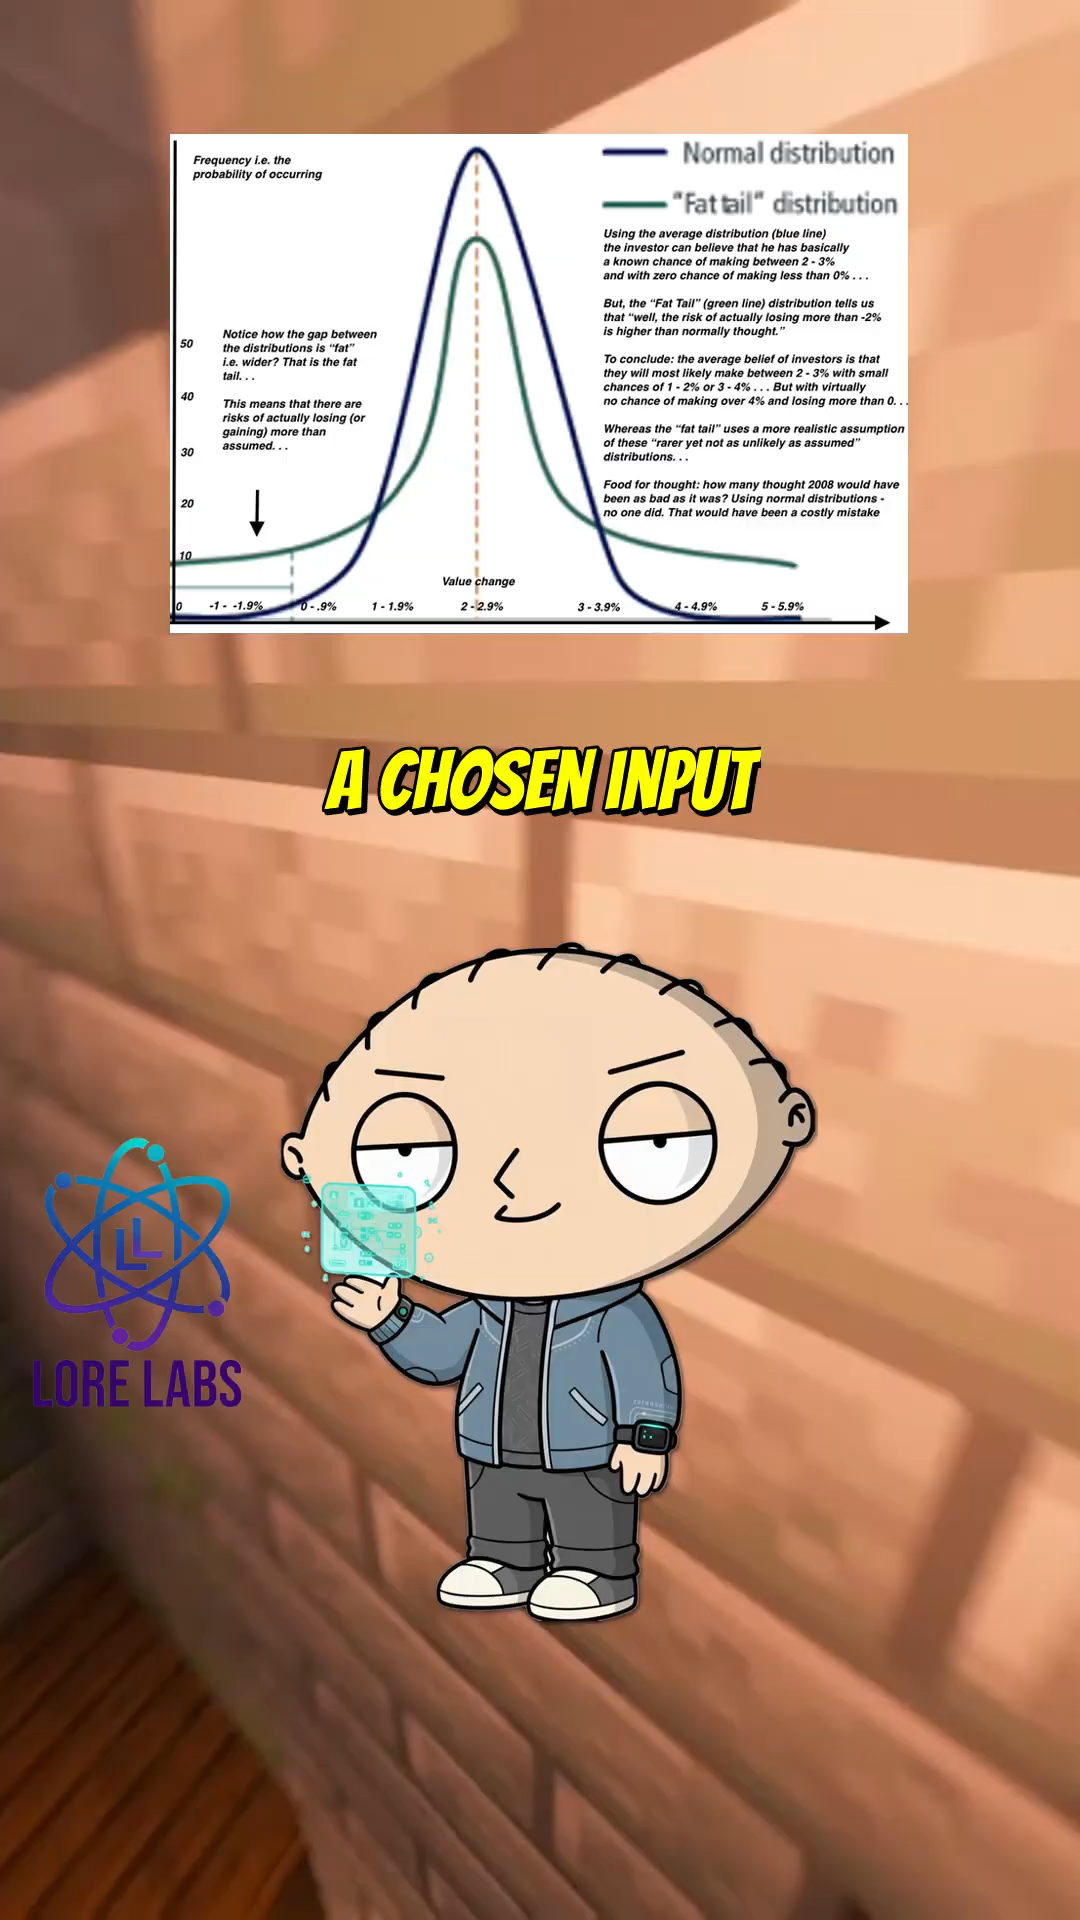 Frequency i.e. the
probability of occurring
Normal distribution
"Fat tail" distribution
Using the average distribution (blue line)
the investor can believe that he has basically
a known chance of making between 2 - 3%
and with zero chance of making less than 0% . . .
But, the “Fat Tail” (green line) distribution tells us
that “well, the risk of actually losing more than -2%
is higher than normally thought.”
To conclude: the average belief of investors is that
they will most likely make between 2 - 3% with small
chances of 1 - 2% or 3 - 4% . . . But with virtually
no chance of making over 4% and losing more than 0. . .
Whereas the “fat tail” uses a more realistic assumption
of these “rarer yet not as unlikely as assumed”
distributions. . .
Food for thought: how many thought 2008 would have
been as bad as it was? Using normal distributions -
no one did. That would have been a costly mistake
Notice how the gap between
the distributions is “fat”
i.e. wider? That is the fat
tail. . .
This means that there are
risks of actually losing (or
gaining) more than
assumed. . .
50
40
30
20
10
Value change
0 -1 - -1.9% 0 - .9% 1 - 1.9% 2 - 2.9% 3 - 3.9% 4 - 4.9% 5 - 5.9%
A CHOSEN INPUT
LL
LORE LABS